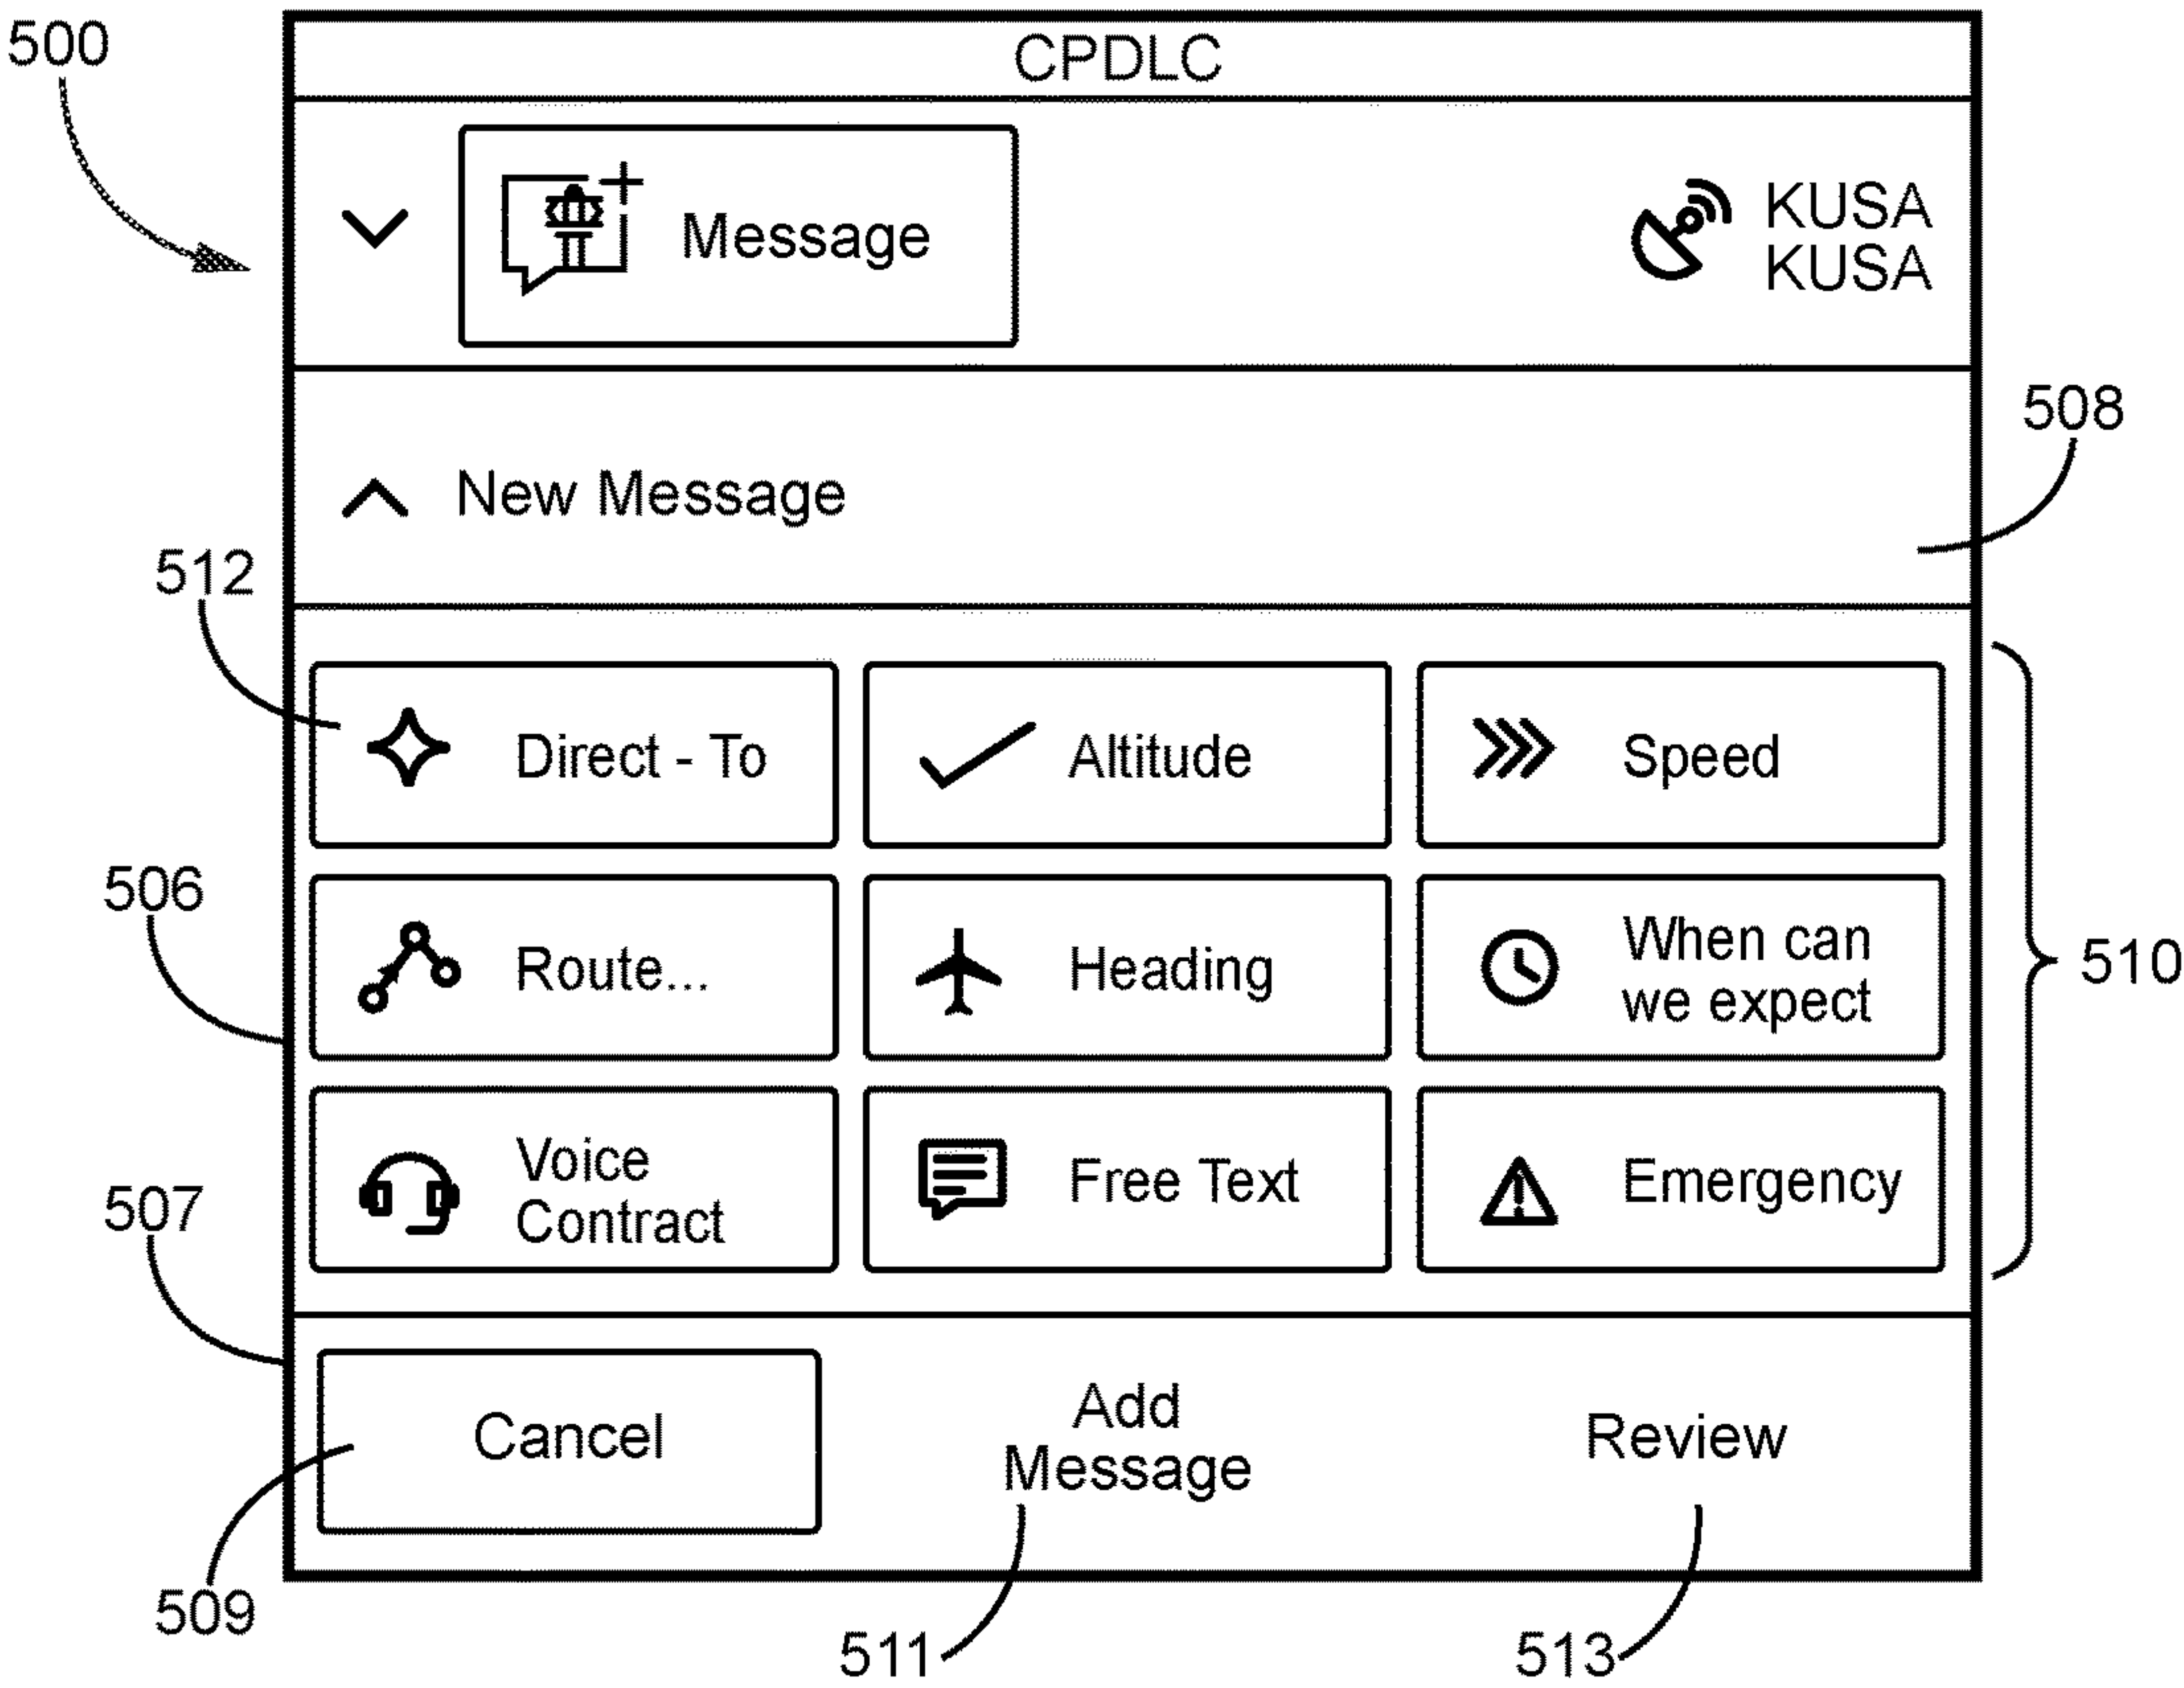 500
CPDLC
Message
KUSA
KUSA
508
New Message
512
Direct - To
Altitude
Speed
506
Route...
Heading
When can
we expect
510
507
Voice
Contract
Free Text
Emergency
Cancel
Add
Message
Review
509
511
513